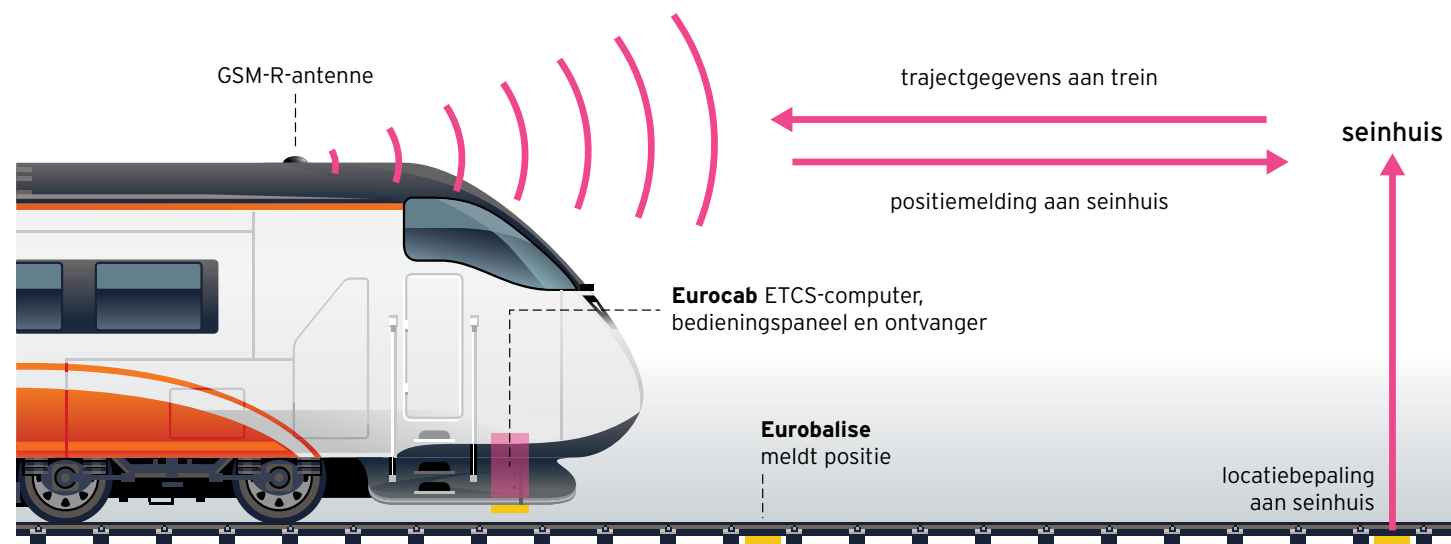 GSM-R-antenne
trajectgegevens aan trein
seinhuis
positiemelding aan seinhuis
Eurocab ETCS-computer,
bedieningspaneel en ontvanger
Eurobalise
meldt positie
locatiebepaling
aan seinhuis